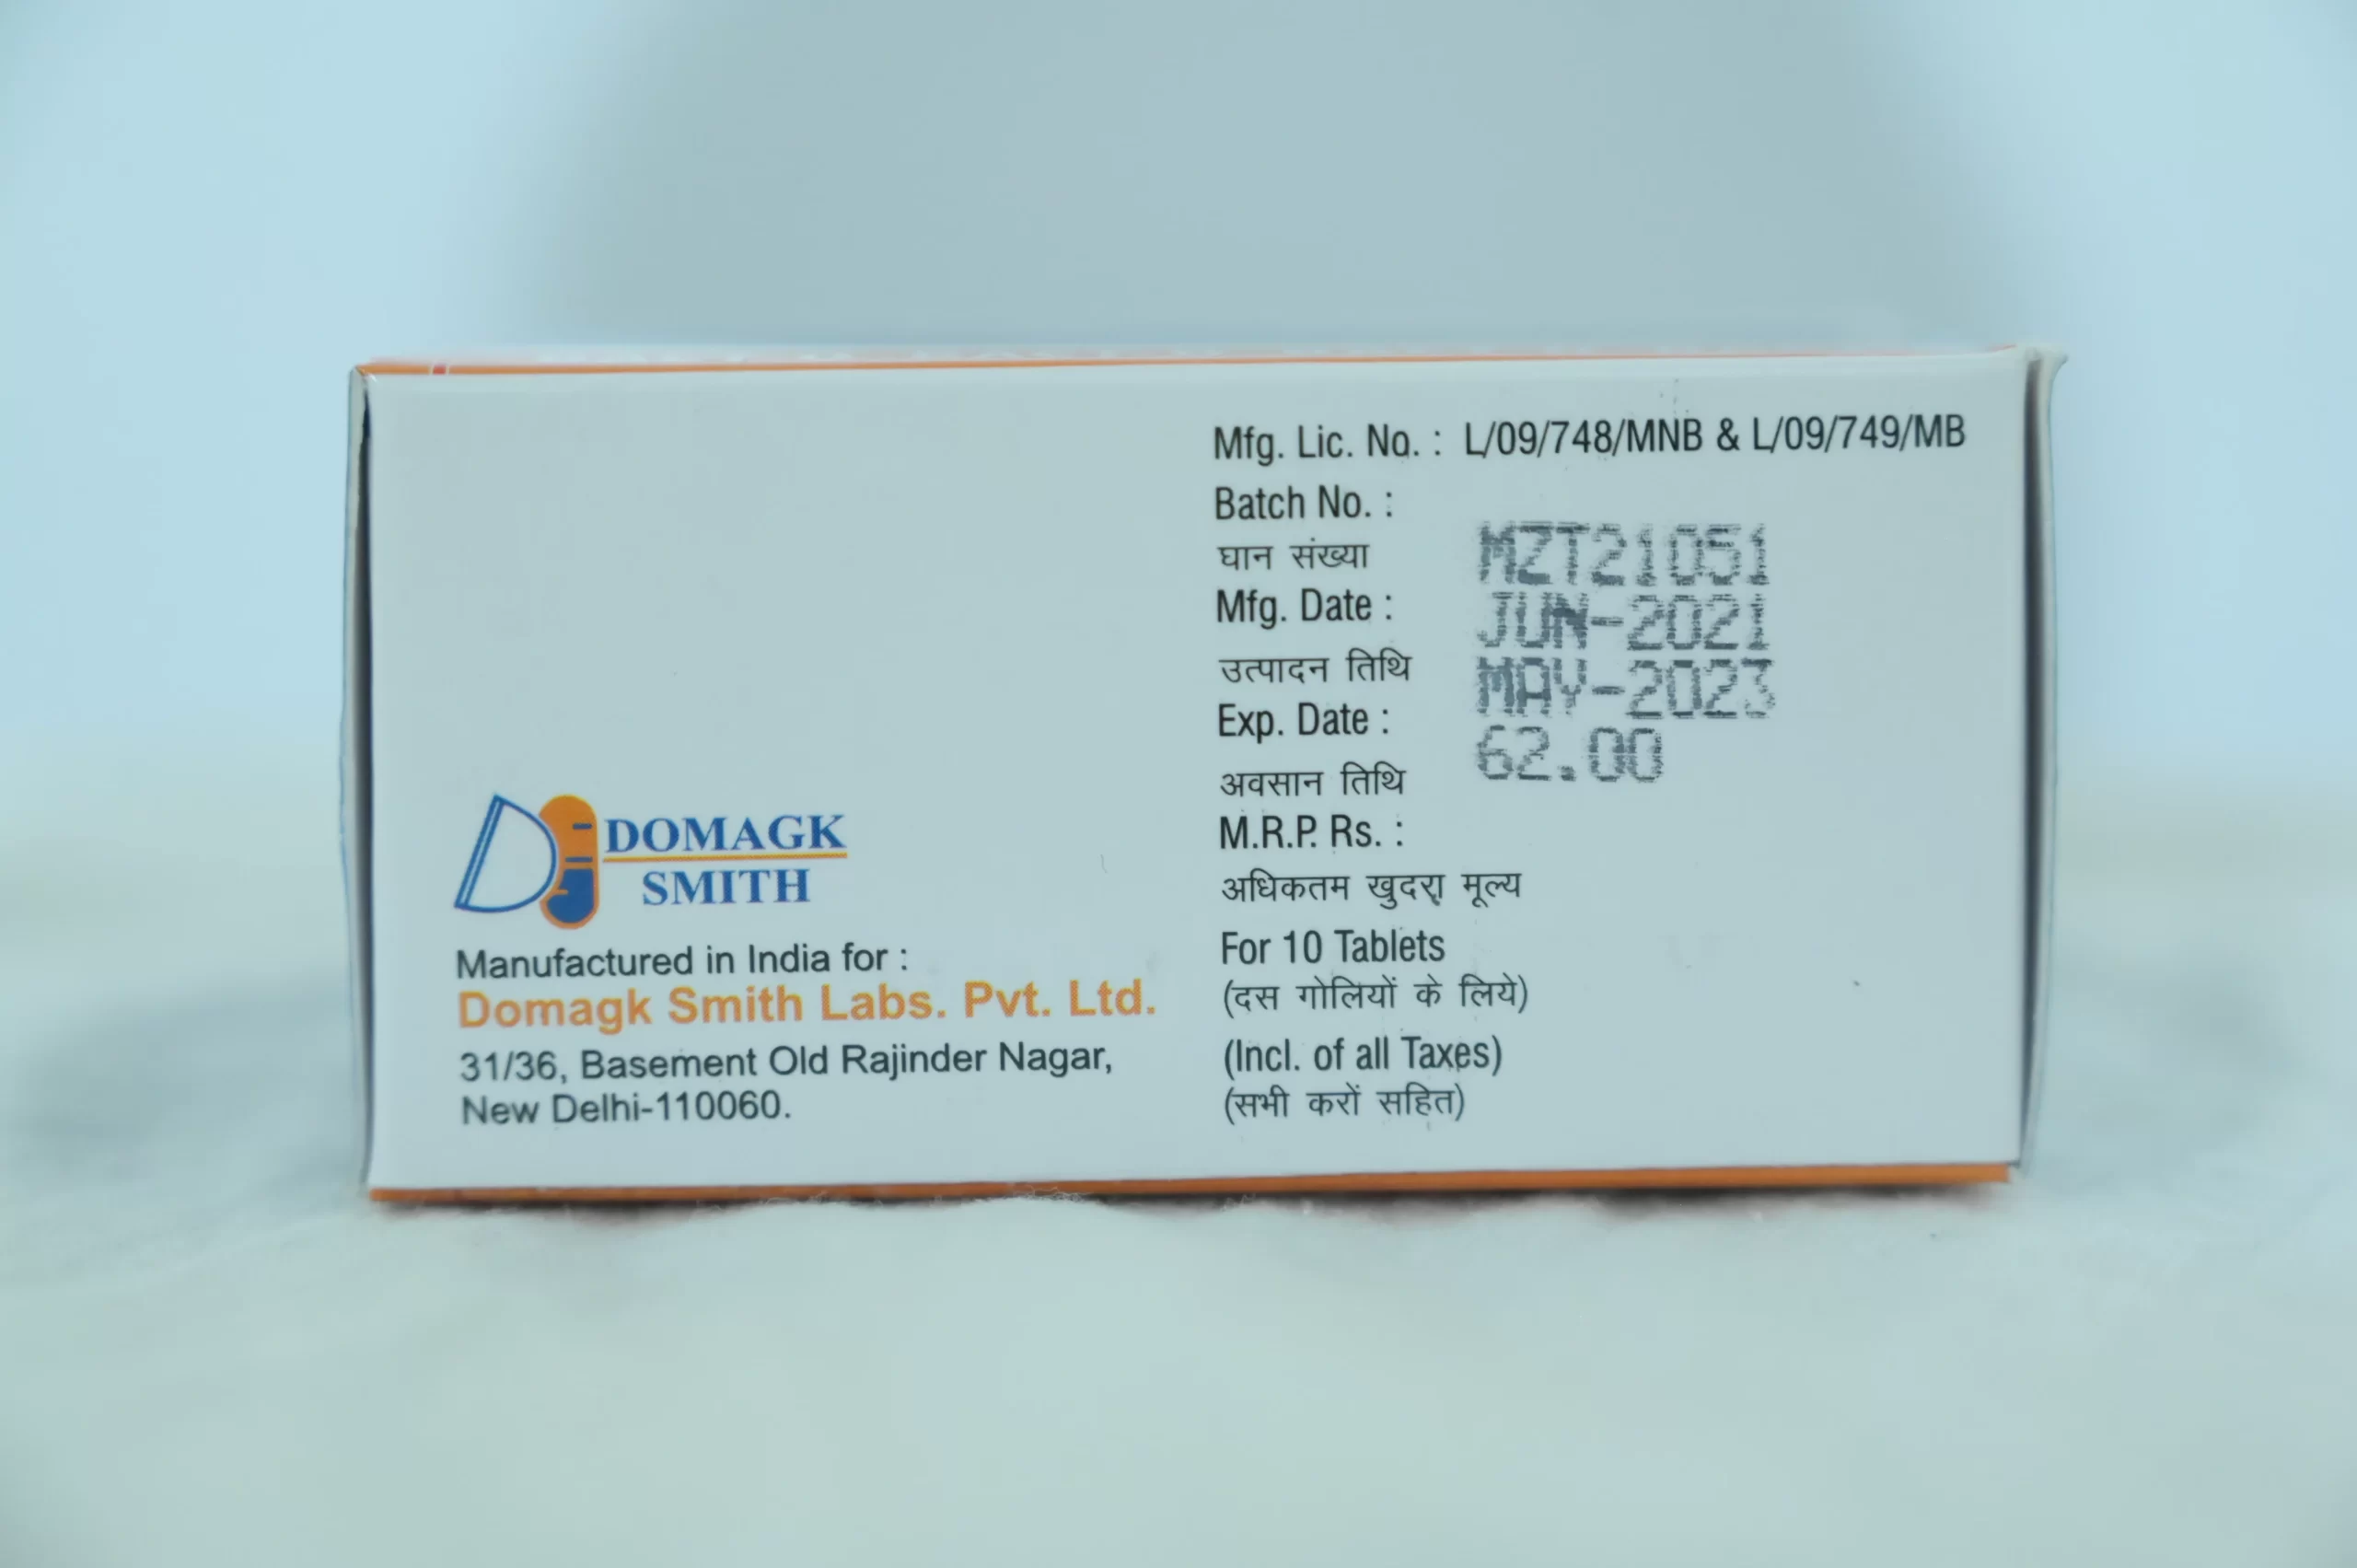 DOMAGK
SMITH
Manufactured in India for :
Domagk Smith Labs. Pvt. Ltd.
31/36, Basement Old Rajinder Nagar,
New Delhi-110060.
Mfg. Lic. No. : L/09/748/MNB & L/09/749/MB
Batch No. :
घान संख्या
MZT21051
Mfg. Date :
JUN-2021
उत्पादन तिथि
MAY-2023
Exp. Date :
62.00
अवसान तिथि
M.R.P. Rs. :
अधिकतम खुदरा मूल्य
For 10 Tablets
(दस गोलियों के लिये)
(Incl. of all Taxes)
(सभी करों सहित)